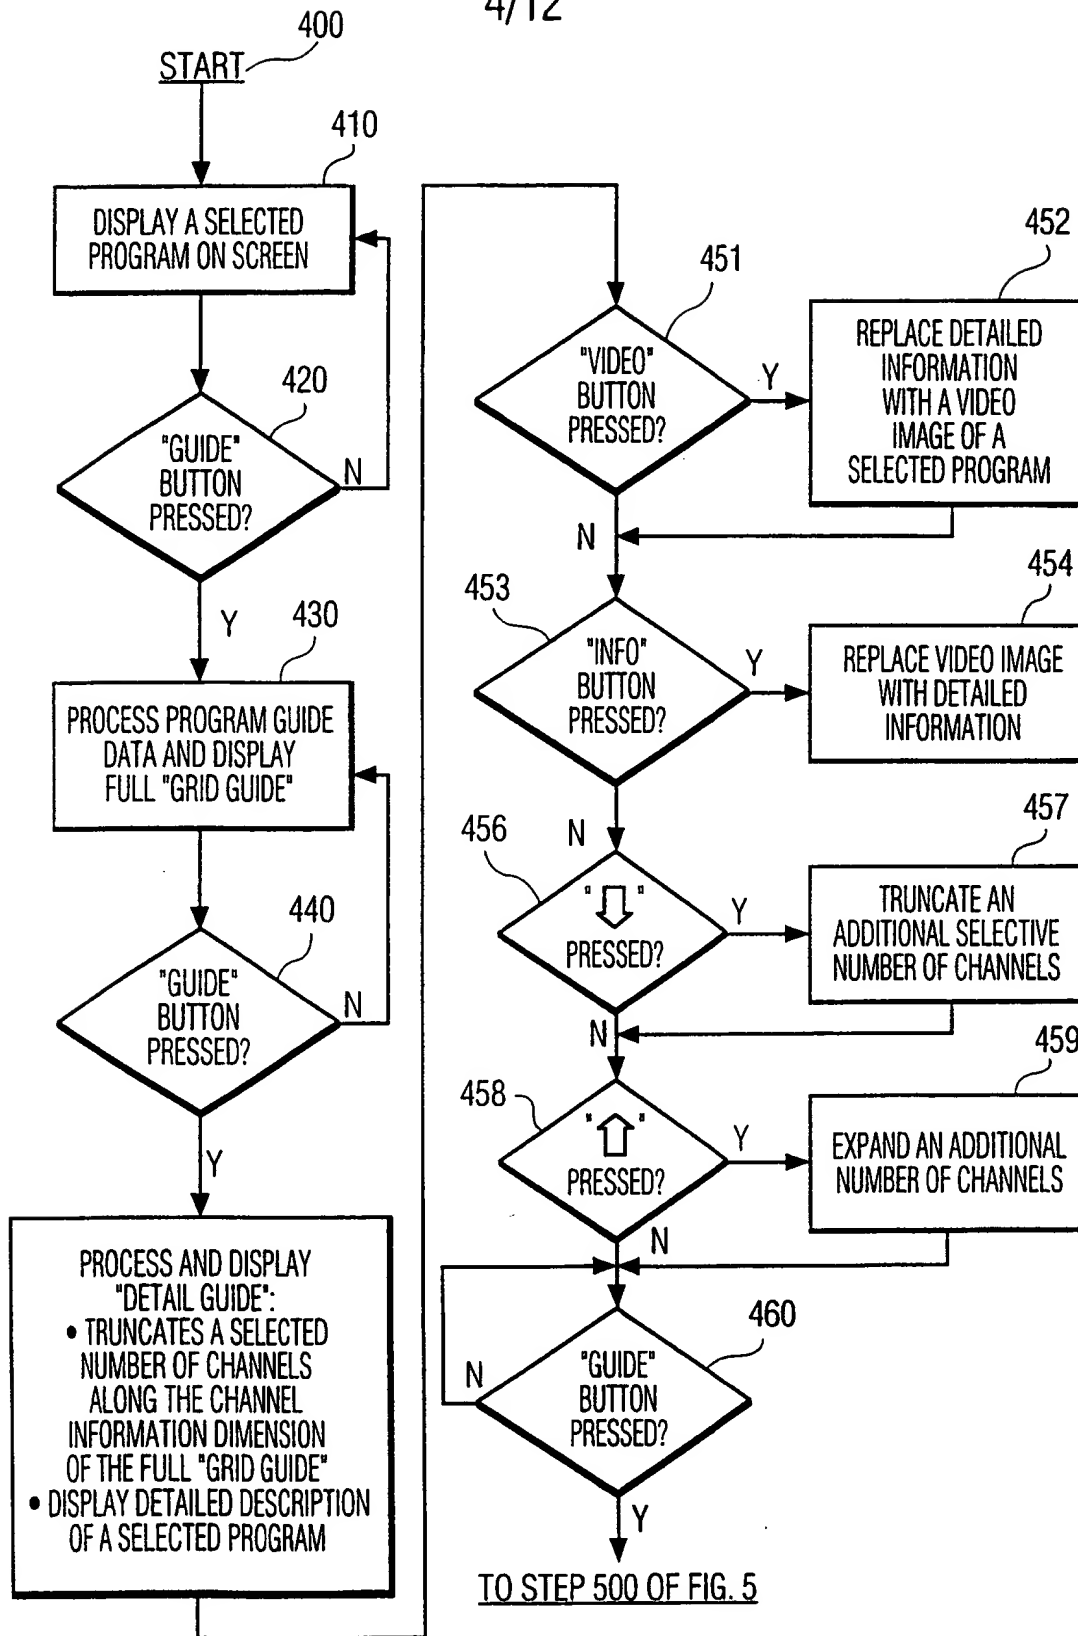 4/12
400
START
410
DISPLAY A SELECTED
PROGRAM ON SCREEN
420
"GUIDE"
BUTTON
PRESSED?
N
Y
430
PROCESS PROGRAM GUIDE
DATA AND DISPLAY
FULL "GRID GUIDE"
440
"GUIDE"
BUTTON
PRESSED?
N
Y
PROCESS AND DISPLAY
"DETAIL GUIDE":
• TRUNCATES A SELECTED
NUMBER OF CHANNELS
ALONG THE CHANNEL
INFORMATION DIMENSION
OF THE FULL "GRID GUIDE"
• DISPLAY DETAILED DESCRIPTION
OF A SELECTED PROGRAM
451
"VIDEO"
BUTTON
PRESSED?
Y
N
452
REPLACE DETAILED
INFORMATION
WITH A VIDEO
IMAGE OF A
SELECTED PROGRAM
453
"INFO"
BUTTON
PRESSED?
Y
N
454
REPLACE VIDEO IMAGE
WITH DETAILED
INFORMATION
456
"⇩"
PRESSED?
Y
N
457
TRUNCATE AN
ADDITIONAL SELECTIVE
NUMBER OF CHANNELS
458
"⇧"
PRESSED?
Y
N
459
EXPAND AN ADDITIONAL
NUMBER OF CHANNELS
460
"GUIDE"
BUTTON
PRESSED?
N
Y
TO STEP 500 OF FIG. 5